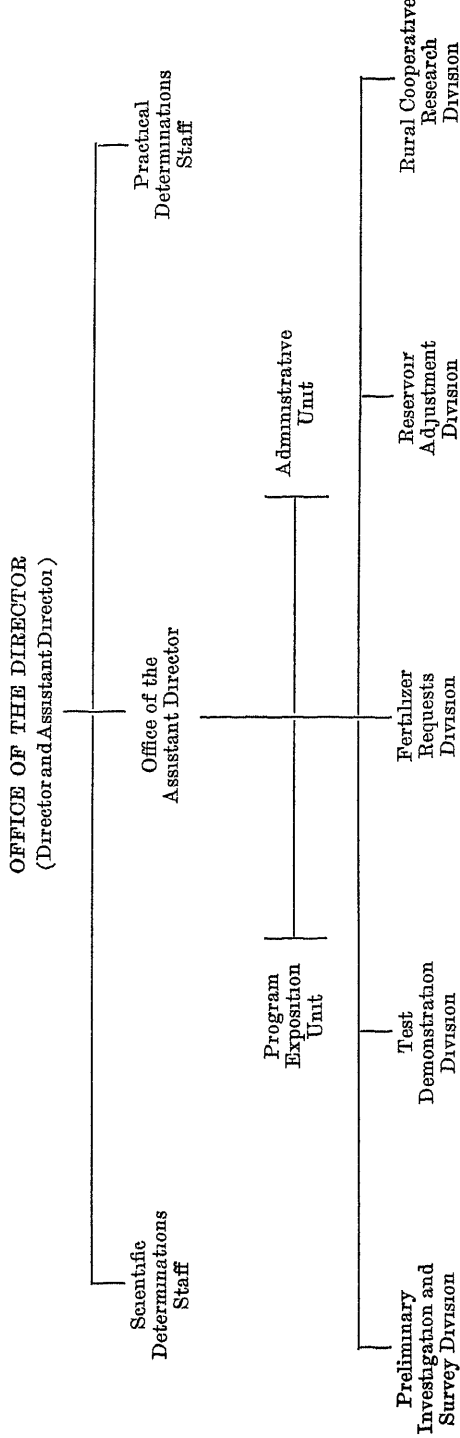 OFFICE OF THE DIRECTOR
(Director and Assistant Director)
Scientific
Determinations
Staff
Office of the
Assistant Director
Practical
Determinations
Staff
Program
Exposition
Unit
Administrative
Unit
Preliminary
Investigation and
Survey Division
Test
Demonstration
Division
Fertilizer
Requests
Division
Reservoir
Adjustment
Division
Rural Cooperative
Research
Division